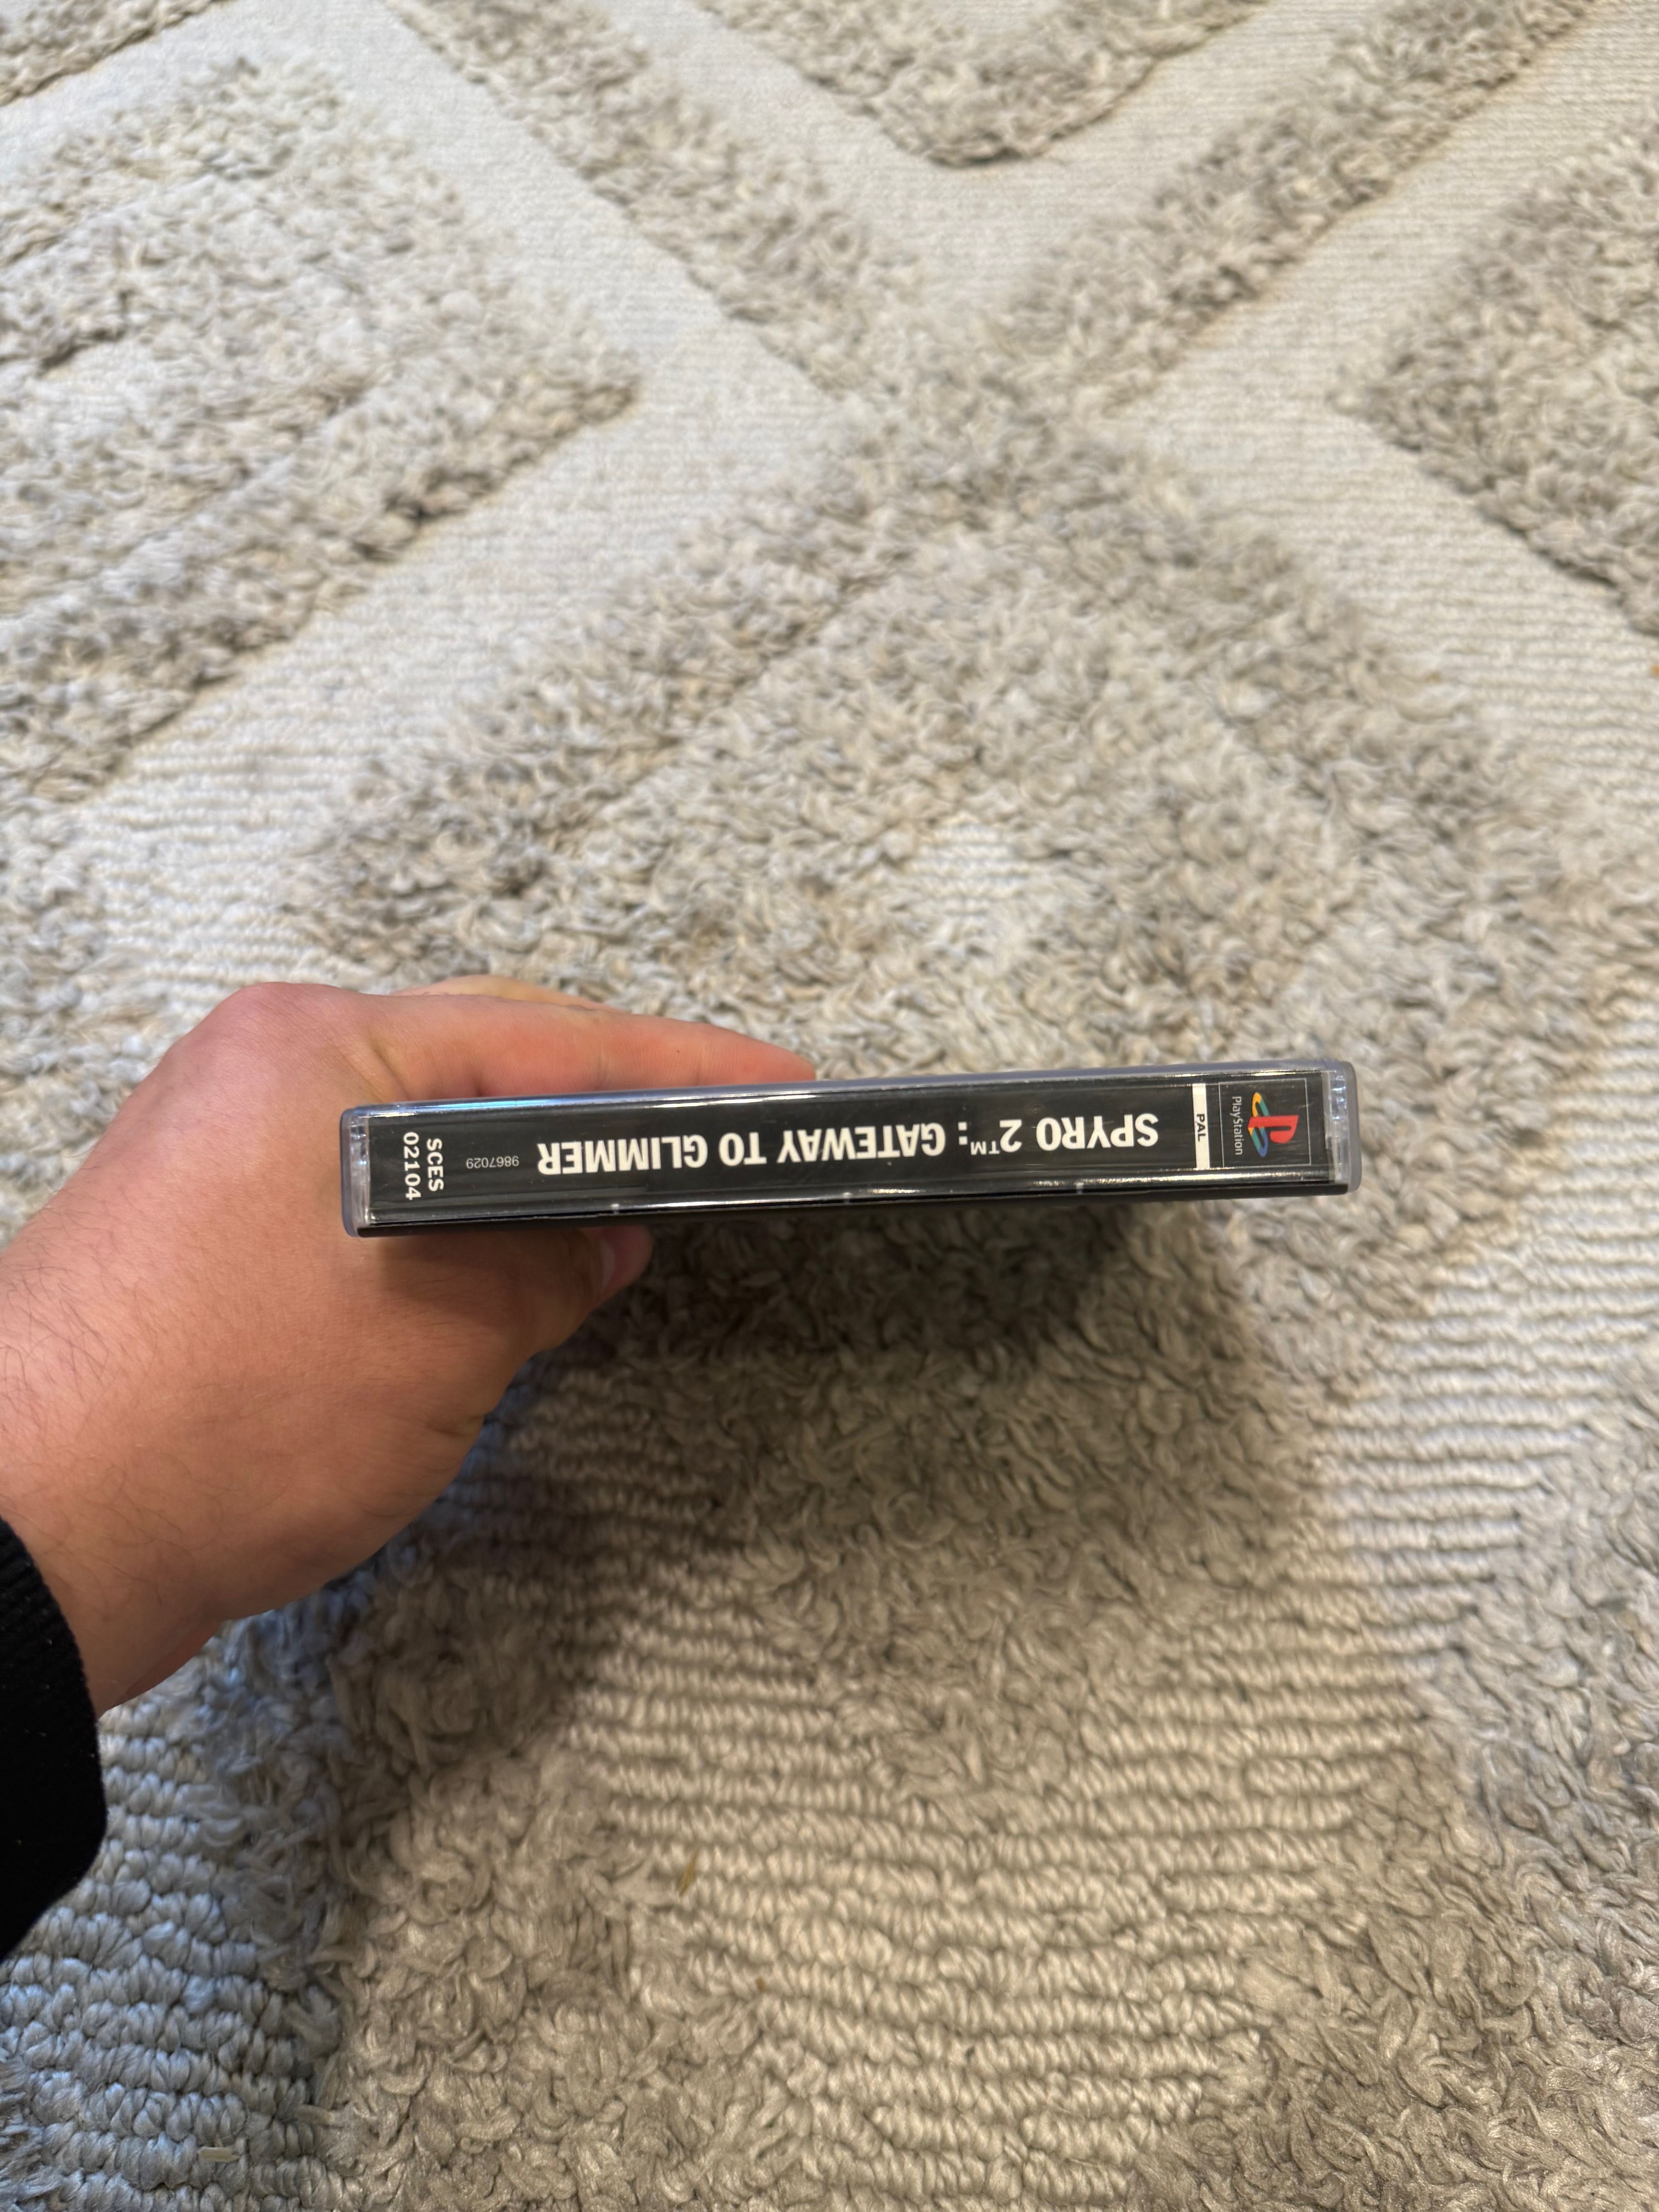 PlayStation
PAL
SPYRO 2™: GATEWAY TO GLIMMER
9867029
SCES
02104